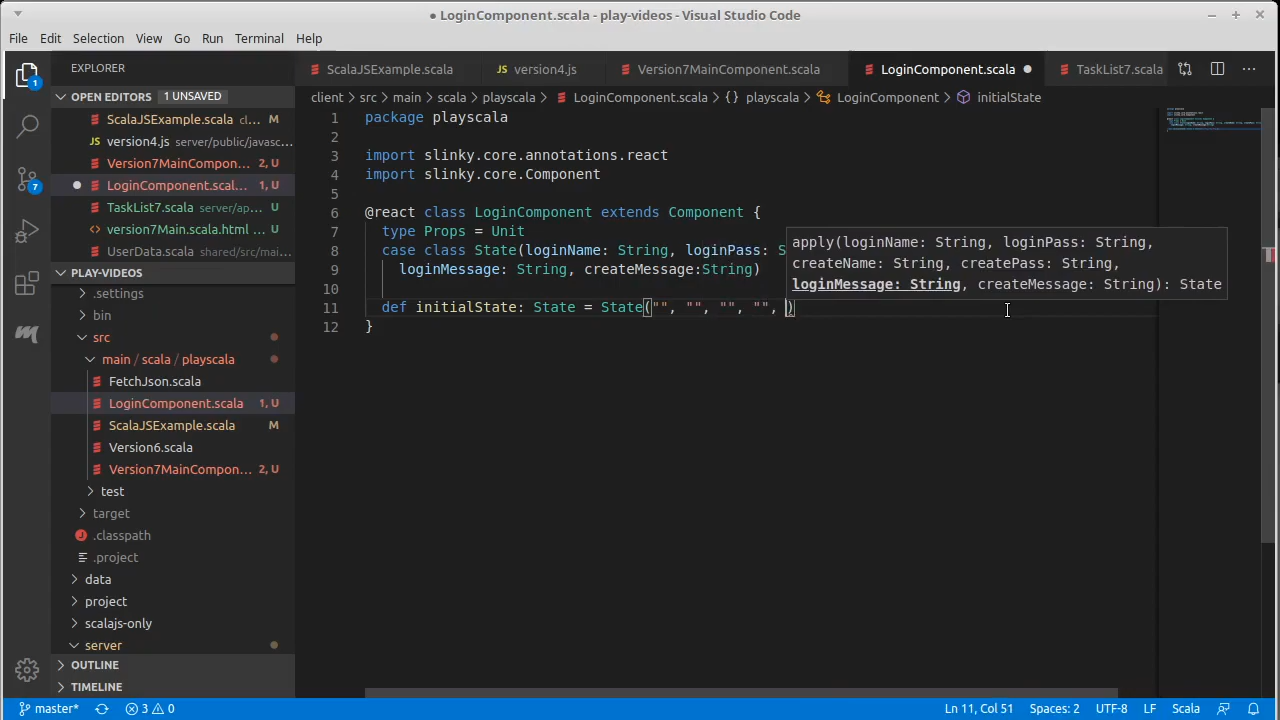 ● LoginComponent.scala - play-videos - Visual Studio Code
File Edit Selection View Go Run Terminal Help
EXPLORER
ScalaJSExample.scala
version4.js
Version7MainComponent.scala
LoginComponent.scala ●
TaskList7.scala
OPEN EDITORS 1 UNSAVED
ScalaJSExample.scala cl... M
version4.js server/public/javasc...
Version7MainCompon... 2, U
● LoginComponent.scal... 1, U
TaskList7.scala server/ap... U
version7Main.scala.html ... U
UserData.scala shared/src/mai...
PLAY-VIDEOS
.settings
bin
src
main / scala / playscala
FetchJson.scala
LoginComponent.scala 1, U
ScalaJSExample.scala M
Version6.scala
Version7MainCompon... 2, U
test
target
.classpath
.project
data
project
scalajs-only
server
OUTLINE
TIMELINE
1
7
client > src > main > scala > playscala > LoginComponent.scala > {} playscala > LoginComponent > initialState
1 package playscala
2
3 import slinky.core.annotations.react
4 import slinky.core.Component
5
6 @react class LoginComponent extends Component {
7 type Props = Unit
8 case class State(loginName: String, loginPass: S
9 loginMessage: String, createMessage:String)
10
11 def initialState: State = State("", "", "", "", )
12 }
apply(loginName: String, loginPass: String,
createName: String, createPass: String,
loginMessage: String, createMessage: String): State
master* 3 0 Ln 11, Col 51 Spaces: 2 UTF-8 LF Scala